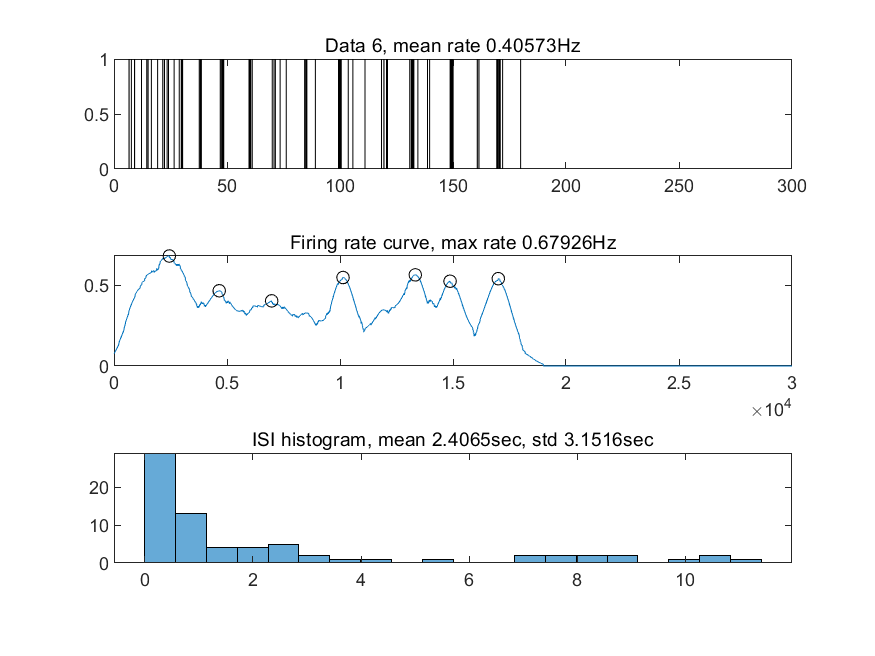 Data 6, mean rate 0.40573Hz
1
0.5
0
0 50 100 150 200 250 300
Firing rate curve, max rate 0.67926Hz
0.5
0
0 0.5 1 1.5 2 2.5 3
×10⁴
ISI histogram, mean 2.4065sec, std 3.1516sec
20
10
0
0 2 4 6 8 10